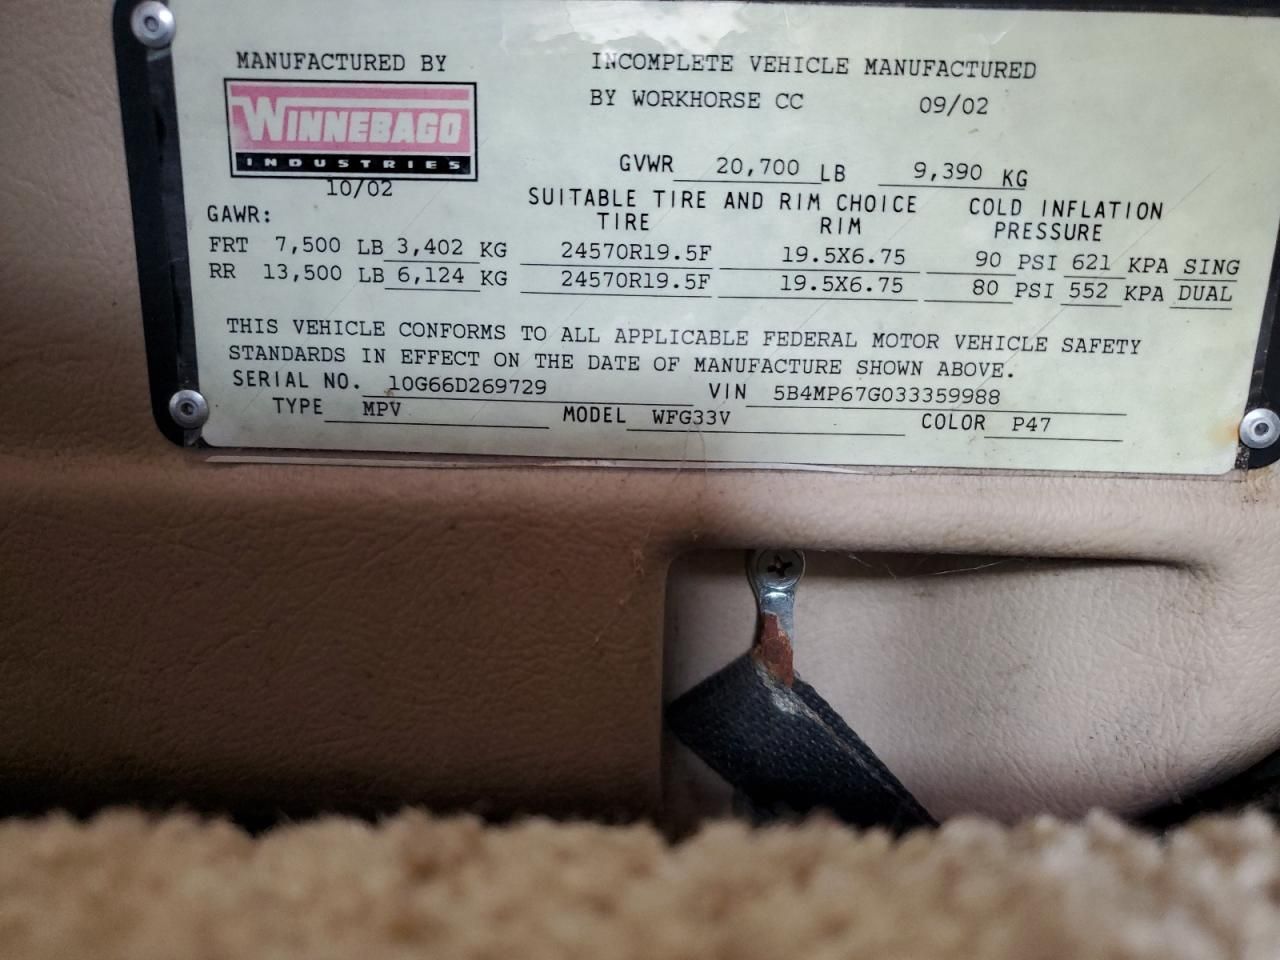 MANUFACTURED BY
WINNEBAGO
INDUSTRIES
10/02
INCOMPLETE VEHICLE MANUFACTURED
BY WORKHORSE CC 09/02
GVWR 20,700 LB 9,390 KG
SUITABLE TIRE AND RIM CHOICE COLD INFLATION
GAWR: TIRE RIM PRESSURE
FRT 7,500 LB 3,402 KG 24570R19.5F 19.5X6.75 90 PSI 621 KPA SING
RR 13,500 LB 6,124 KG 24570R19.5F 19.5X6.75 80 PSI 552 KPA DUAL
THIS VEHICLE CONFORMS TO ALL APPLICABLE FEDERAL MOTOR VEHICLE SAFETY
STANDARDS IN EFFECT ON THE DATE OF MANUFACTURE SHOWN ABOVE.
SERIAL NO. 10G66D269729 VIN 5B4MP67G033359988
TYPE MPV MODEL WFG33V COLOR P47